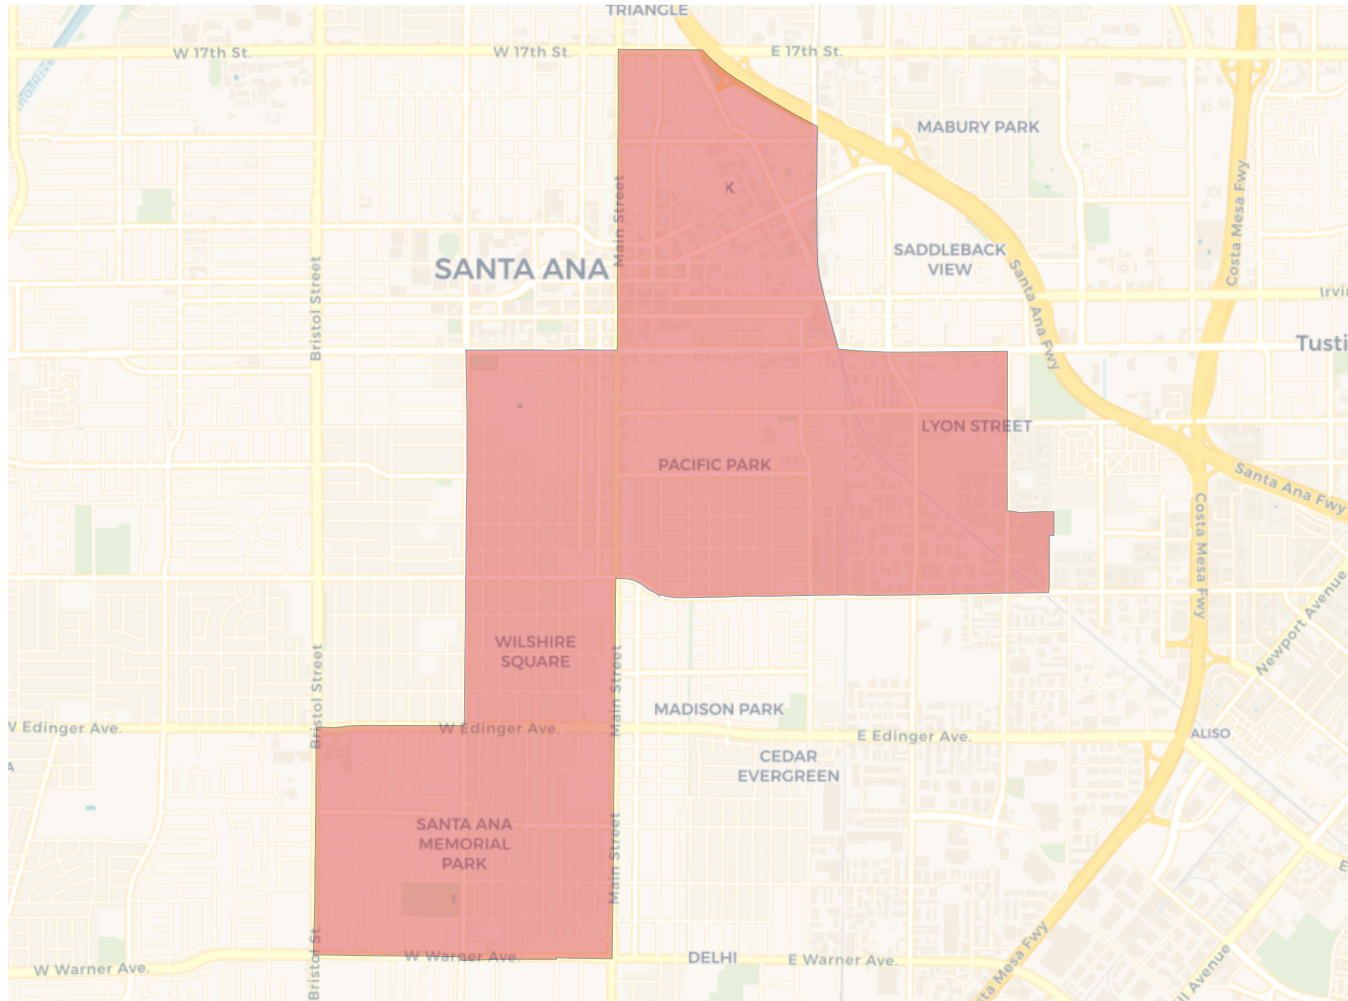 TRIANGLE
W 17th St.
W 17th St.
E 17th St.
MABURY PARK
K
Main Street
Costa Mesa Fwy
SANTA ANA
SADDLEBACK
VIEW
Santa Ana Fwy
Bristol Street
Irvi
Tusti
LYON STREET
PACIFIC PARK
Santa Ana Fwy
Costa Mesa Fwy
Newport Avenue
WILSHIRE
SQUARE
Bristol Street
Main Street
MADISON PARK
W Edinger Ave.
W Edinger Ave.
E Edinger Ave.
ALISO
A
CEDAR
EVERGREEN
SANTA ANA
MEMORIAL
PARK
Main Street
E
Bristol St.
W Warner Ave.
W Warner Ave.
DELHI
E Warner Ave.
ta Mesa Fwy
ll Avenue